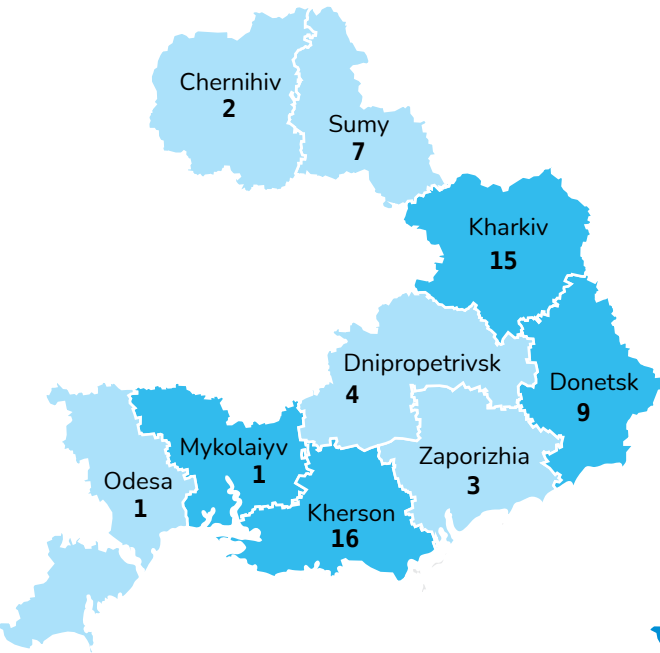 Chernihiv
2
Sumy
7
Kharkiv
15
Dnipropetrivsk
4
Donetsk
9
Mykolaiyv
1
Zaporizhia
3
Odesa
1
Kherson
16